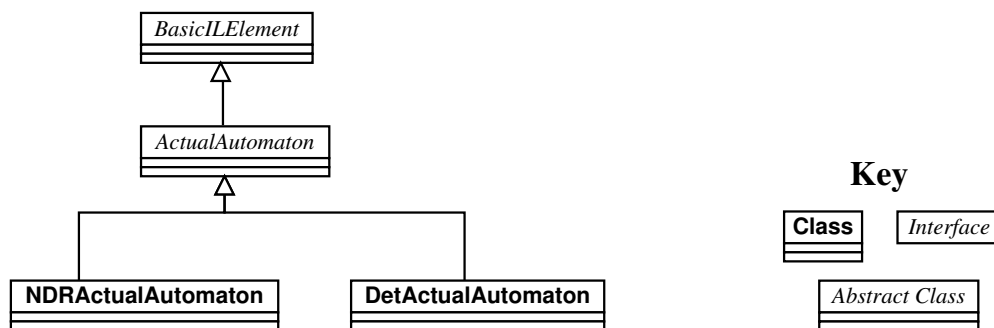 BasicILElement
ActualAutomaton
NDRActualAutomaton
DetActualAutomaton
Key
Class
Interface
Abstract Class